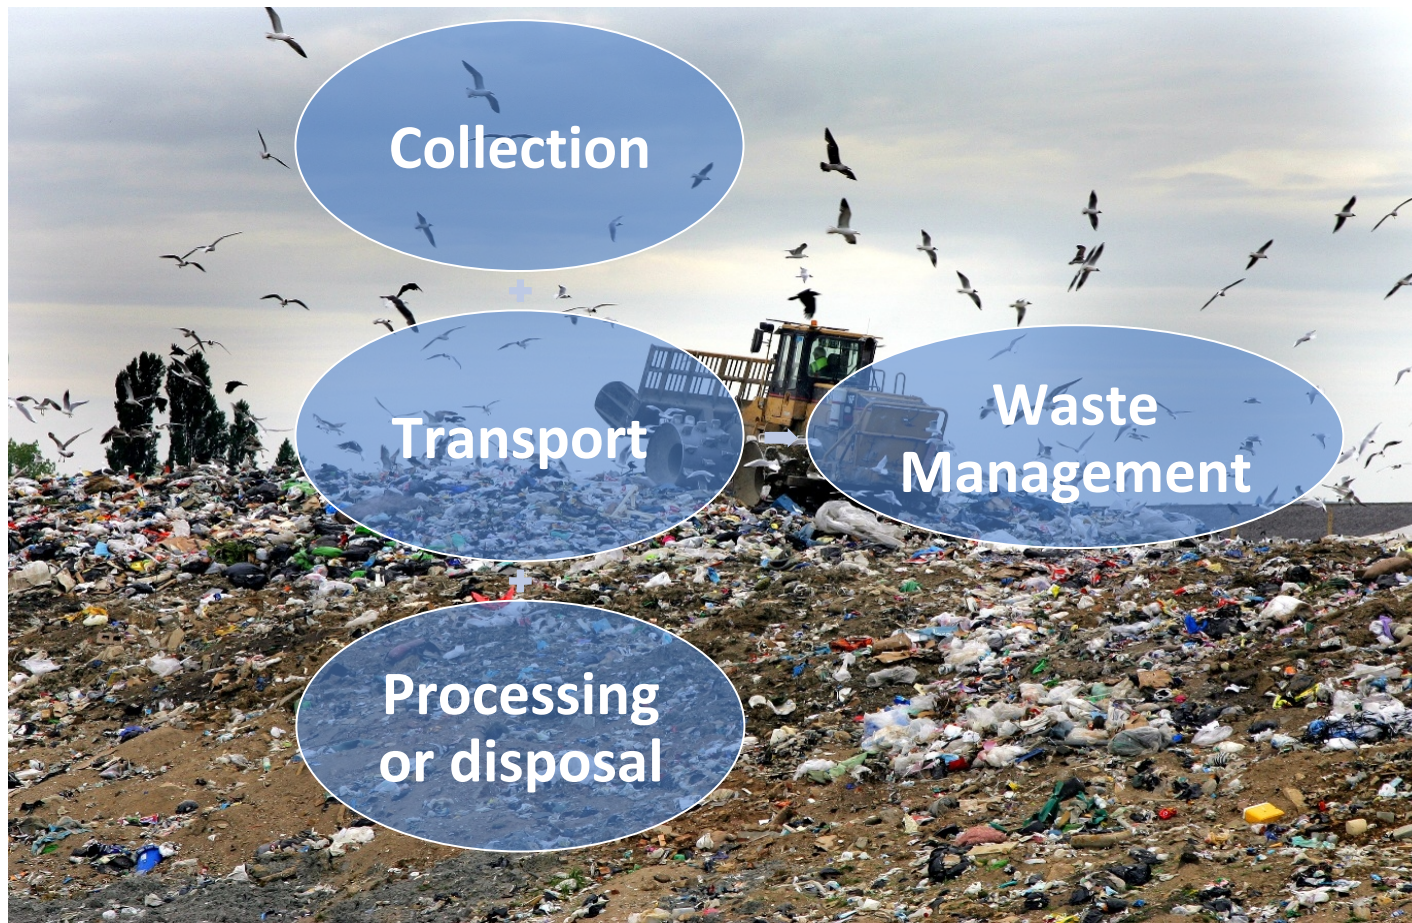 Collection
+
Transport
Waste
Management
+
Processing
or disposal